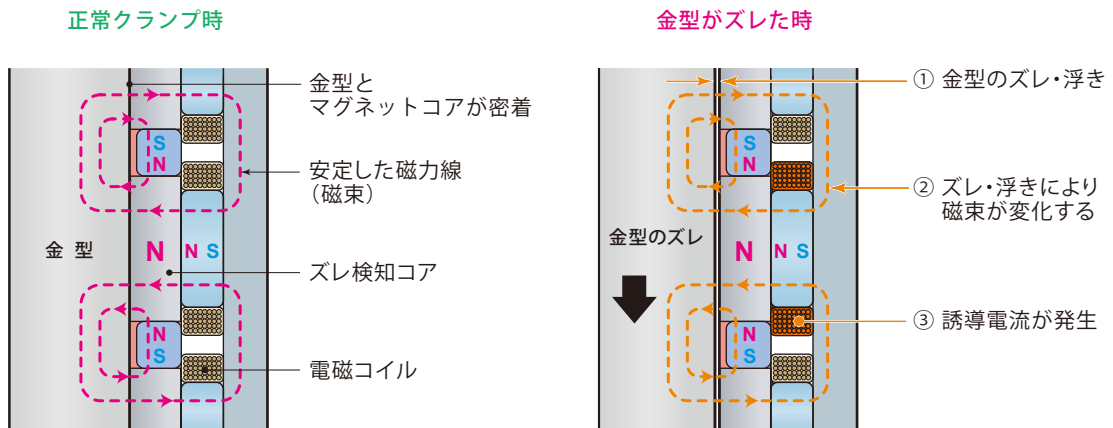 正常クランプ時
金型と
マグネットコアが密着
安定した磁力線
（磁束）
金 型
S
N
N
N S
ズレ検知コア
N
S
電磁コイル
金型がズレた時
① 金型のズレ・浮き
S
N
② ズレ・浮きにより
磁束が変化する
金型のズレ
N
N S
N
S
③ 誘導電流が発生